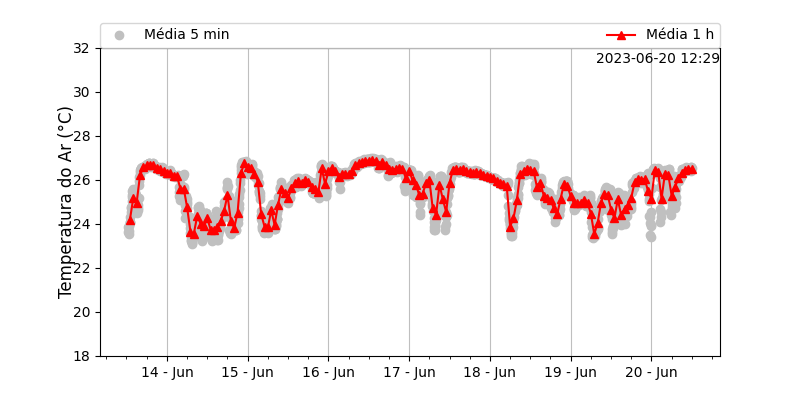 Média 5 min
Média 1 h
2023-06-20 12:29
Temperatura do Ar (°C)
32
30
28
26
24
22
20
18
14 - Jun
15 - Jun
16 - Jun
17 - Jun
18 - Jun
19 - Jun
20 - Jun